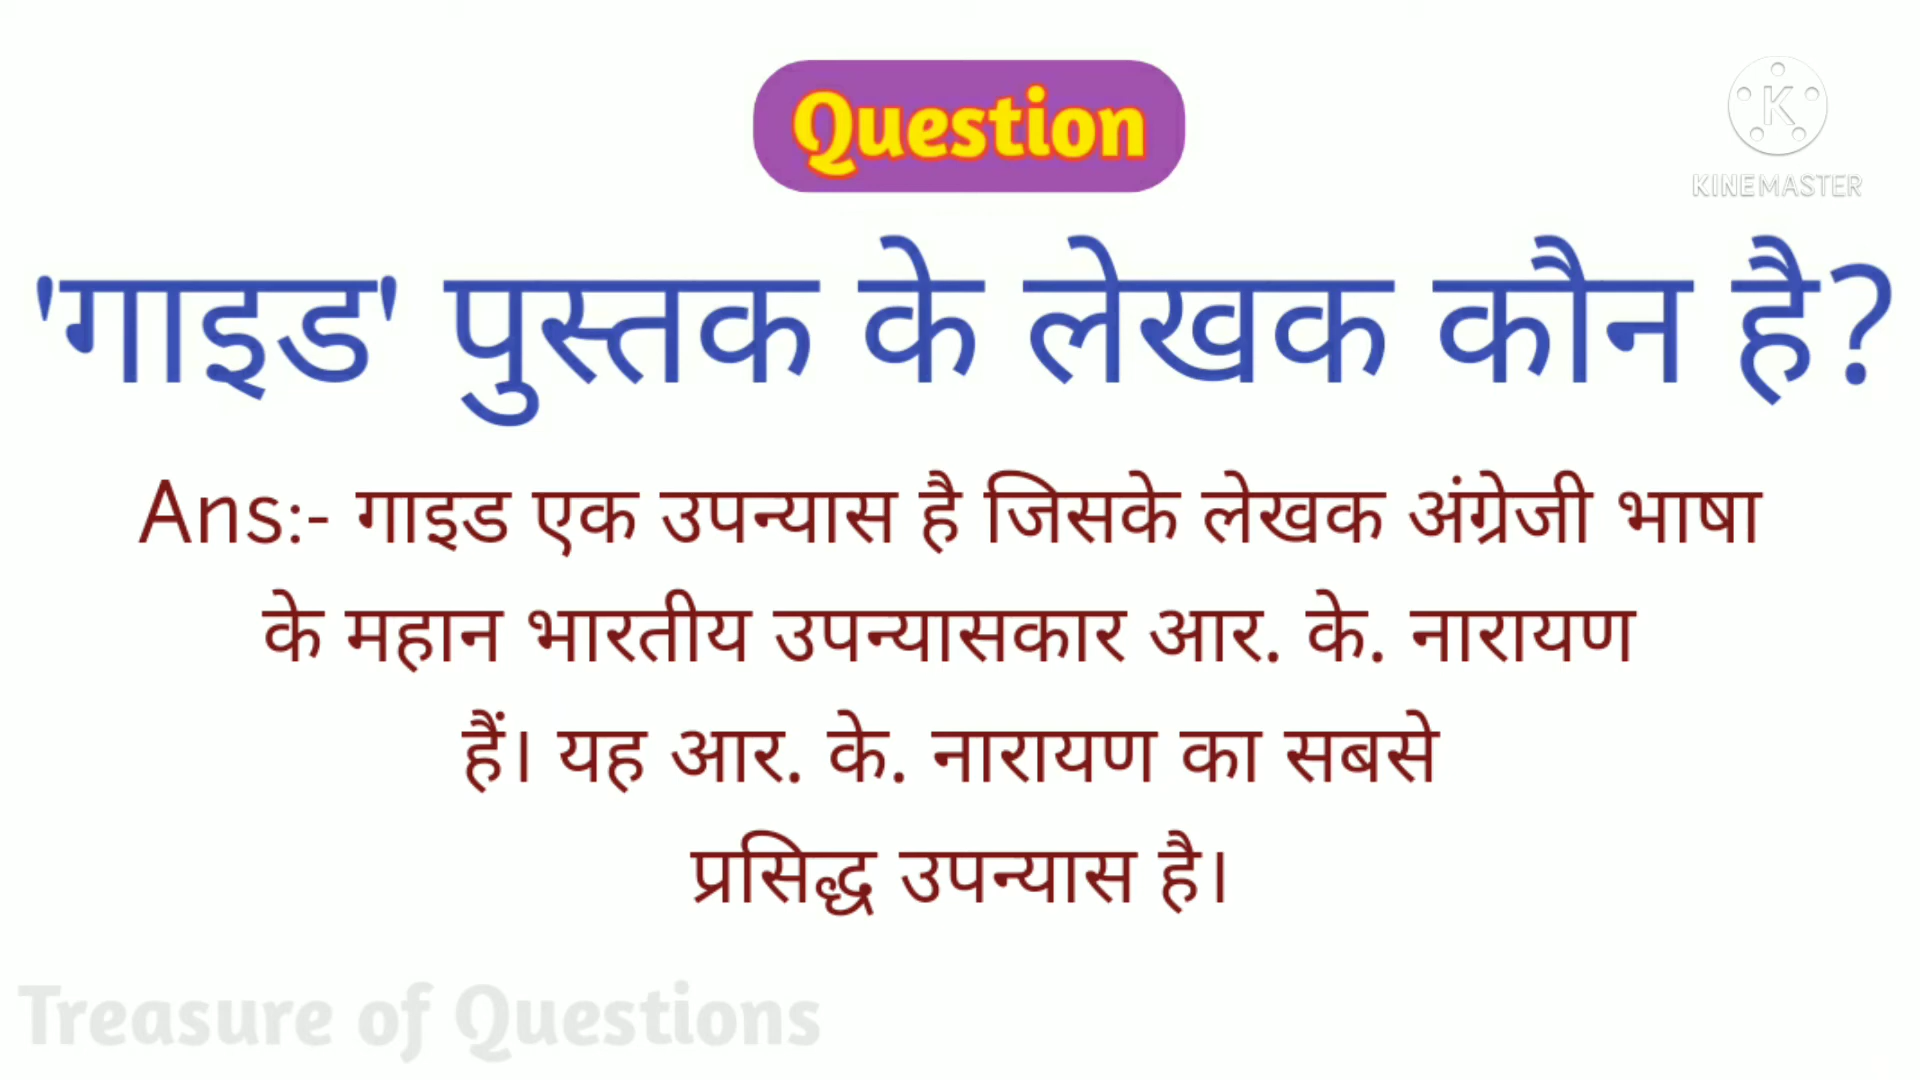 Question
KINEMASTER
'गाइड' पुस्तक के लेखक कौन है?
Ans:- गाइड एक उपन्यास है जिसके लेखक अंग्रेजी भाषा
के महान भारतीय उपन्यासकार आर. के. नारायण
हैं। यह आर. के. नारायण का सबसे
प्रसिद्ध उपन्यास है।
Treasure of Questions